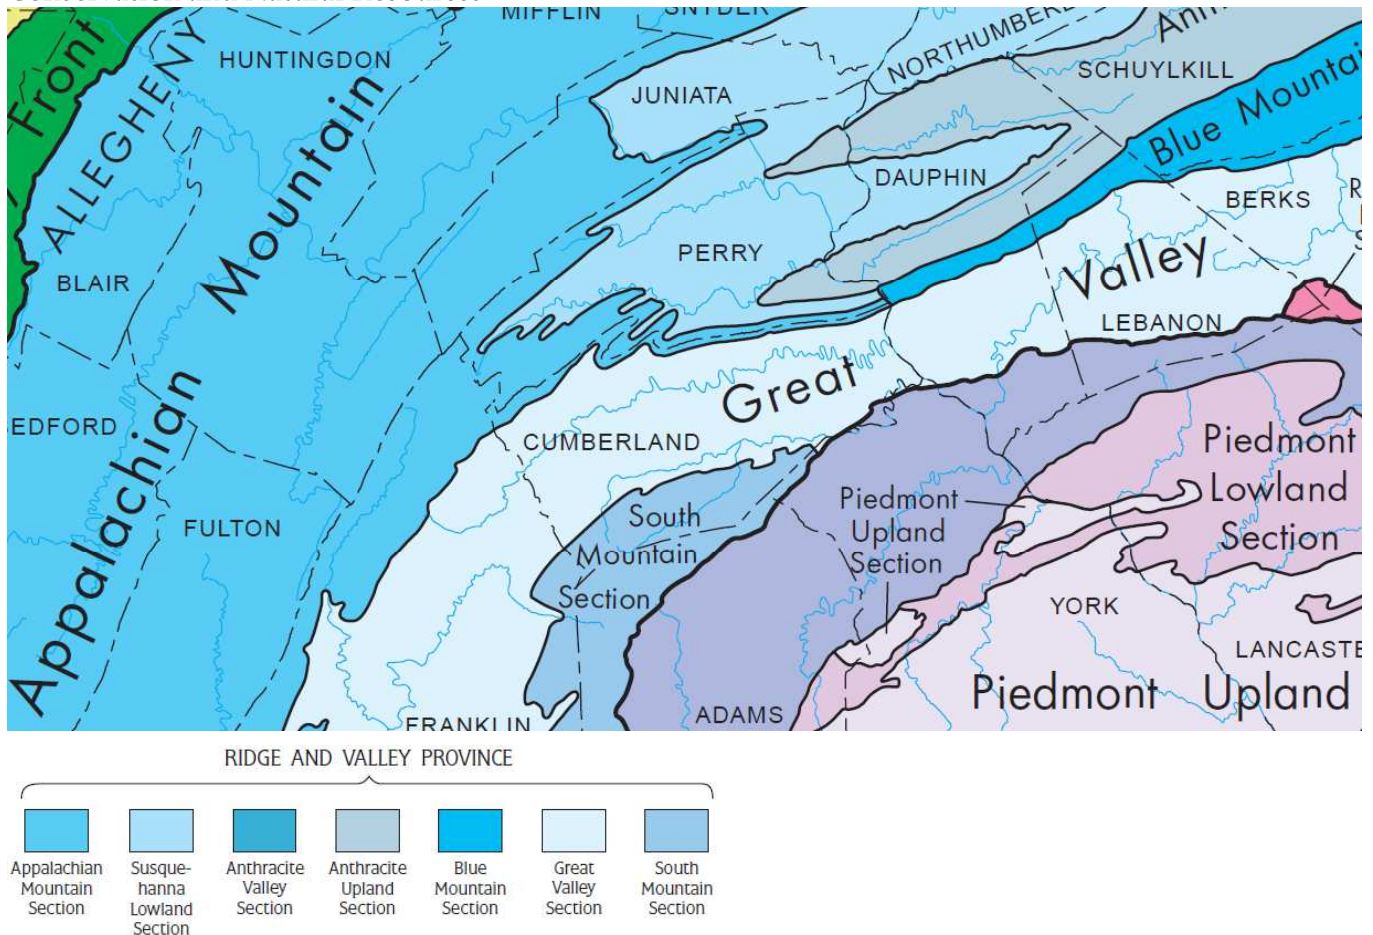 MIFFLIN
SNYDER
Front
ALLEGHENY
HUNTINGDON
JUNIATA
NORTHUMBERL
SCHUYLKILL
Blue Mountai
Appalachian Mountain
DAUPHIN
BERKS
PERRY
BLAIR
Great Valley
LEBANON
EDFORD
CUMBERLAND
Piedmont
Lowland
Section
South
Mountain
Section
Piedmont
Upland
Section
FULTON
YORK
LANCASTE
Piedmont Upland
FRANKLIN
ADAMS
RIDGE AND VALLEY PROVINCE
Appalachian
Mountain
Section
Susque-
hanna
Lowland
Section
Anthracite
Valley
Section
Anthracite
Upland
Section
Blue
Mountain
Section
Great
Valley
Section
South
Mountain
Section